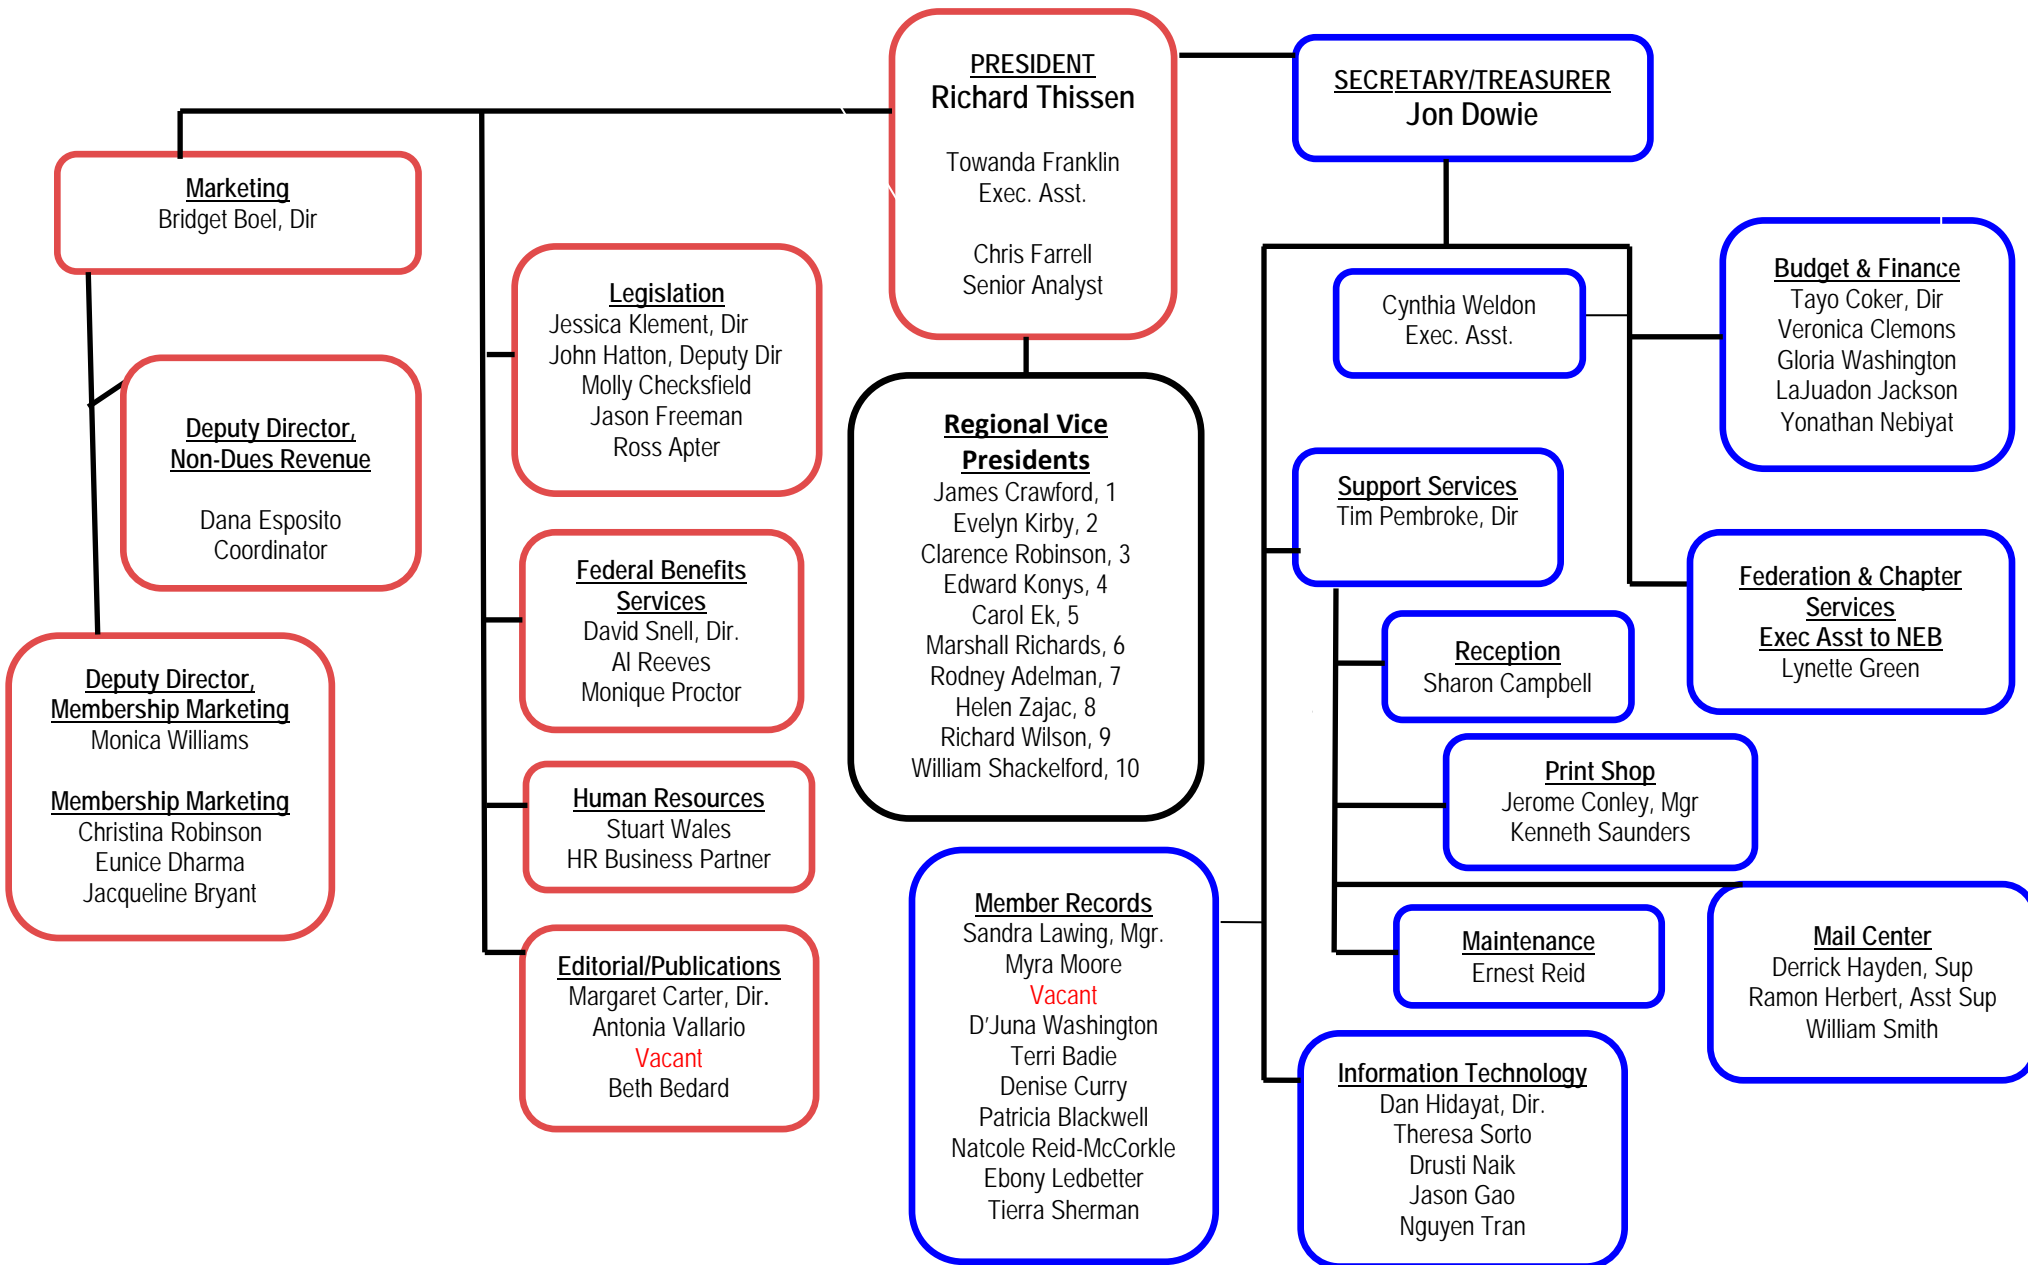 PRESIDENT
Richard Thissen
Towanda Franklin
Exec. Asst.
Chris Farrell
Senior Analyst
SECRETARY/TREASURER
Jon Dowie
Marketing
Bridget Boel, Dir
Deputy Director,
Non-Dues Revenue
Dana Esposito
Coordinator
Deputy Director,
Membership Marketing
Monica Williams
Membership Marketing
Christina Robinson
Eunice Dharma
Jacqueline Bryant
Legislation
Jessica Klement, Dir
John Hatton, Deputy Dir
Molly Checksfield
Jason Freeman
Ross Apter
Federal Benefits
Services
David Snell, Dir.
Al Reeves
Monique Proctor
Human Resources
Stuart Wales
HR Business Partner
Editorial/Publications
Margaret Carter, Dir.
Antonia Vallario
Vacant
Beth Bedard
Regional Vice
Presidents
James Crawford, 1
Evelyn Kirby, 2
Clarence Robinson, 3
Edward Konys, 4
Carol Ek, 5
Marshall Richards, 6
Rodney Adelman, 7
Helen Zajac, 8
Richard Wilson, 9
William Shackelford, 10
Member Records
Sandra Lawing, Mgr.
Myra Moore
Vacant
D'Juna Washington
Terri Badie
Denise Curry
Patricia Blackwell
Natcole Reid-McCorkle
Ebony Ledbetter
Tierra Sherman
Cynthia Weldon
Exec. Asst.
Budget & Finance
Tayo Coker, Dir
Veronica Clemons
Gloria Washington
LaJuadon Jackson
Yonathan Nebiyat
Support Services
Tim Pembroke, Dir
Federation & Chapter
Services
Exec Asst to NEB
Lynette Green
Reception
Sharon Campbell
Print Shop
Jerome Conley, Mgr
Kenneth Saunders
Maintenance
Ernest Reid
Mail Center
Derrick Hayden, Sup
Ramon Herbert, Asst Sup
William Smith
Information Technology
Dan Hidayat, Dir.
Theresa Sorto
Drusti Naik
Jason Gao
Nguyen Tran